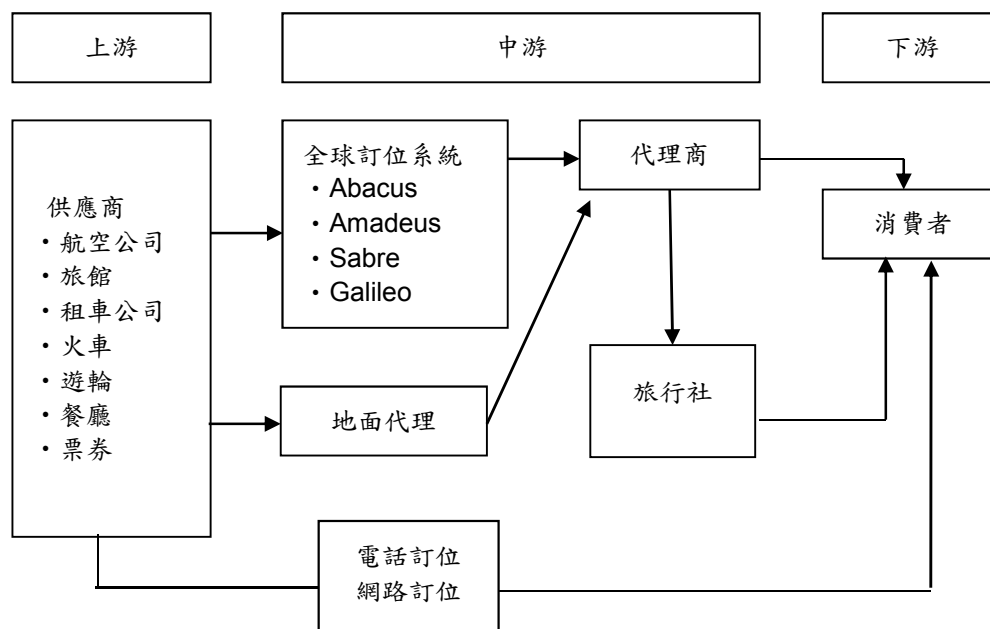 上游
中游
下游
供應商
・航空公司
・旅館
・租車公司
・火車
・遊輪
・餐廳
・票券
全球訂位系統
・Abacus
・Amadeus
・Sabre
・Galileo
地面代理
代理商
旅行社
消費者
電話訂位
網路訂位